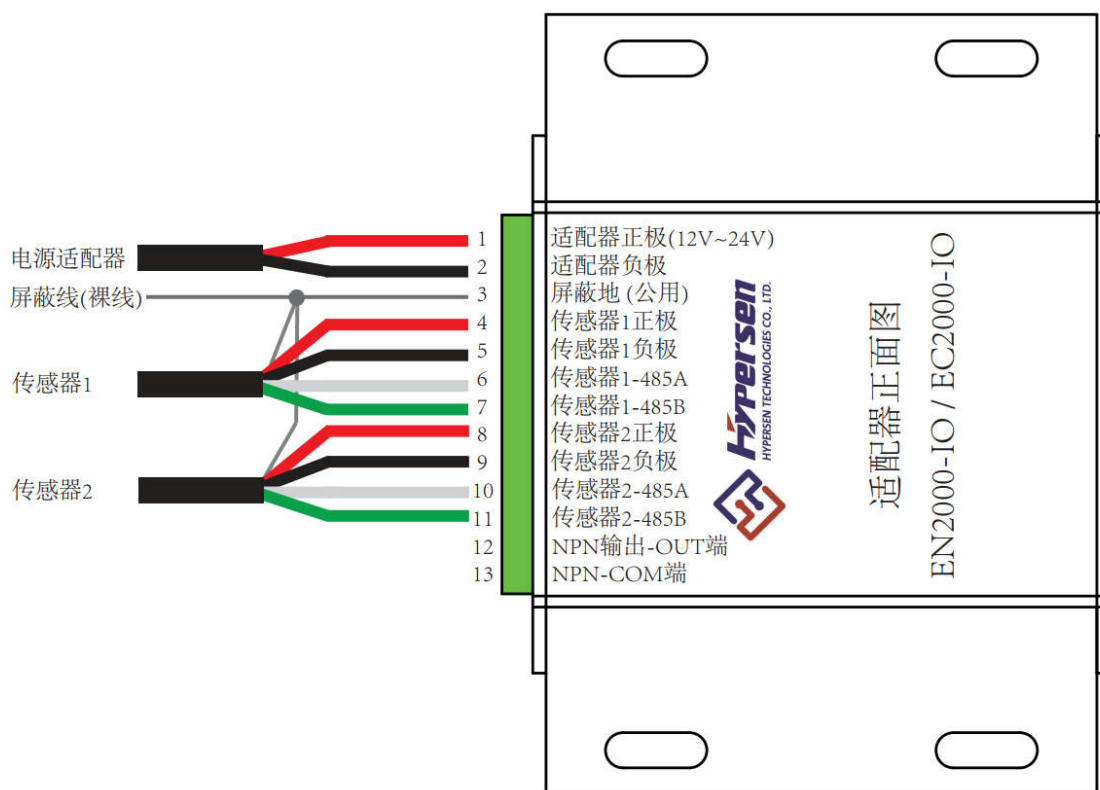 电源适配器
屏蔽线(裸线)
传感器1
传感器2
1 适配器正极(12V~24V)
2 适配器负极
3 屏蔽地 (公用)
4 传感器1正极
5 传感器1负极
6 传感器1-485A
7 传感器1-485B
8 传感器2正极
9 传感器2负极
10 传感器2-485A
11 传感器2-485B
12 NPN输出-OUT端
13 NPN-COM端
Hypersen
HYPERSEN TECHNOLOGIES CO., LTD.
适配器正面图
EN2000-IO / EC2000-IO